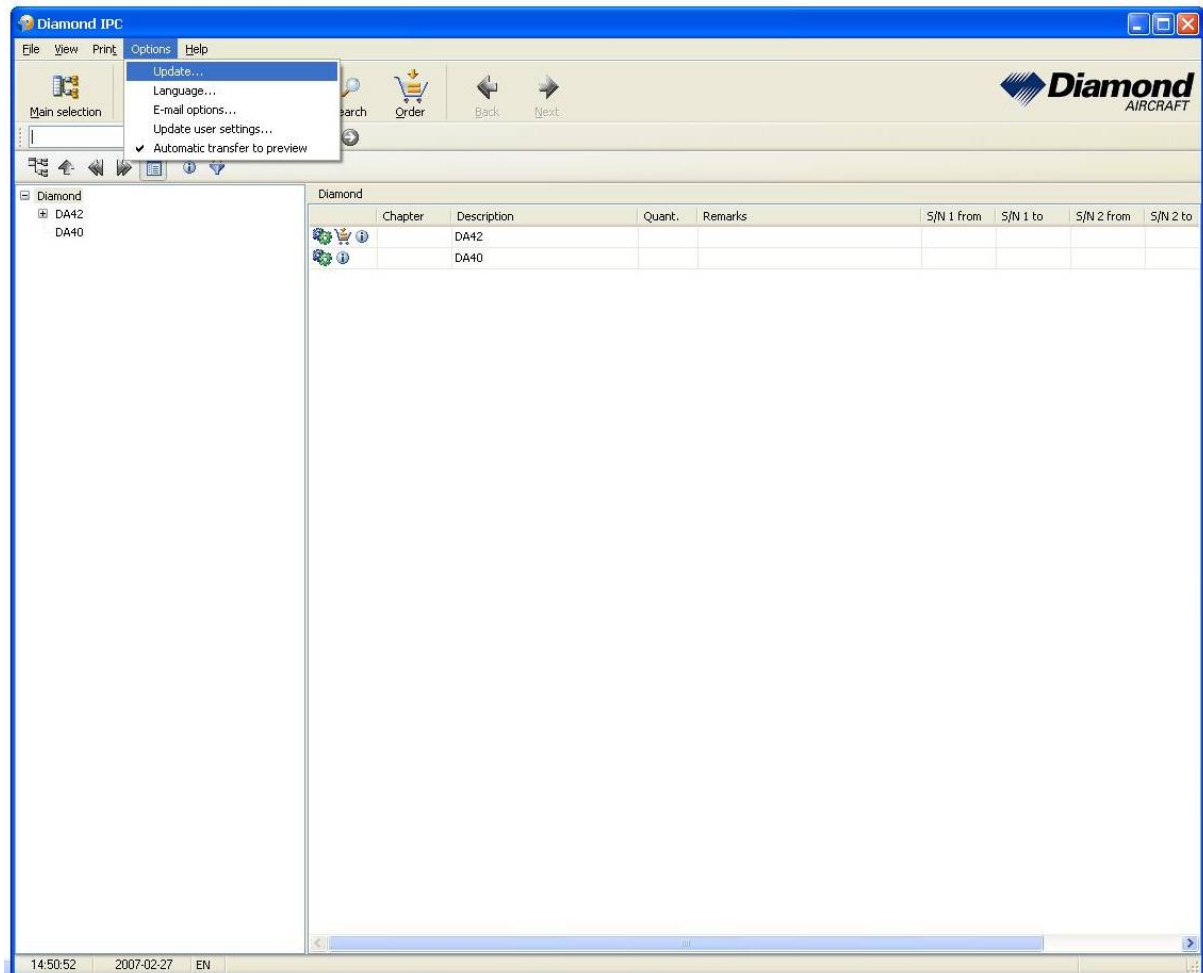 Diamond IPC
File View Print Options Help
Update...
Language...
E-mail options...
Update user settings...
✔ Automatic transfer to preview
Main selection Order Back Next
Diamond
AIRCRAFT
Diamond
DA42
DA40
Diamond
Chapter Description Quant. Remarks S/N 1 from S/N 1 to S/N 2 from S/N 2 to
DA42
DA40
14:50:52 2007-02-27 EN